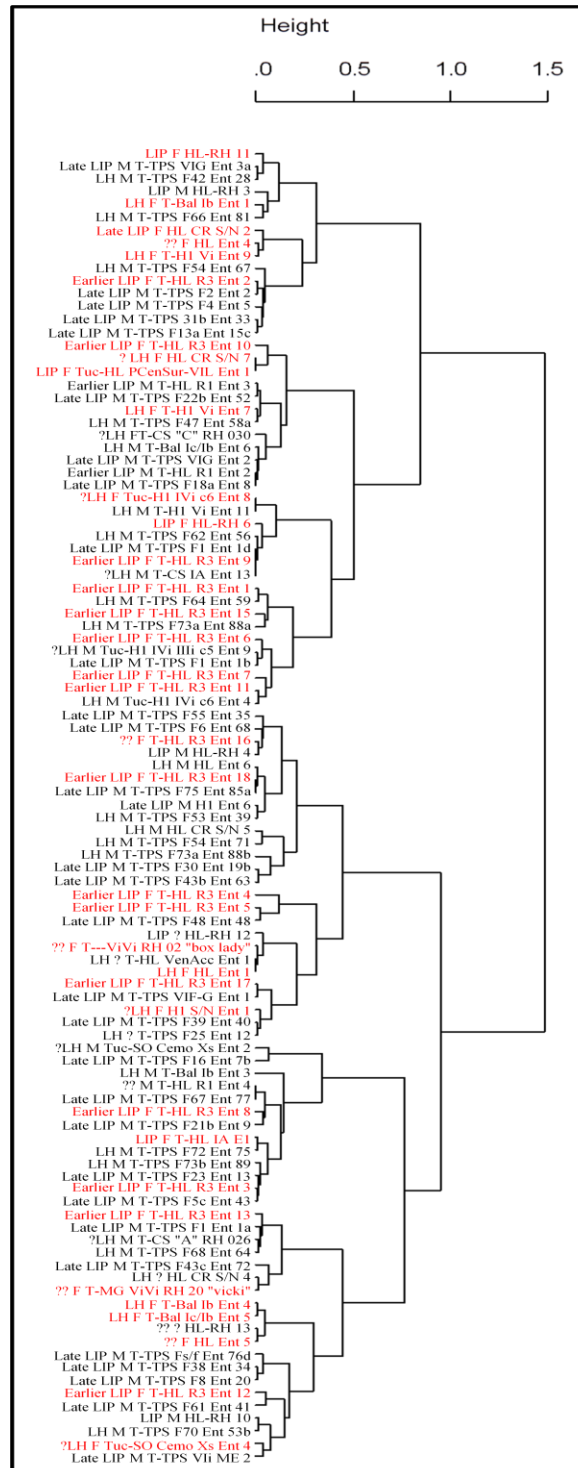 Height
.0 0.5 1.0 1.5
LIP F HL-RH 11
Late LIP M T-TPS VIG Ent 3a
LH M T-TPS F42 Ent 28
LIP M HL-RH 3
LH F T-Bal Ib Ent 1
LH M T-TPS F66 Ent 81
Late LIP F HL CR S/N 2
?? F HL Ent 4
LH F T-H1 Vi Ent 9
LH M T-TPS F54 Ent 67
Earlier LIP F T-HL R3 Ent 2
Late LIP M T-TPS F2 Ent 2
Late LIP M T-TPS F4 Ent 5
Late LIP M T-TPS 31b Ent 33
Late LIP M T-TPS F13a Ent 15c
Earlier LIP F T-HL R3 Ent 10
? LH F HL CR S/N 7
LIP F Tuc-HL PCenSur-VIL Ent 1
Earlier LIP M T-HL R1 Ent 3
Late LIP M T-TPS F22b Ent 52
LH F T-H1 Vi Ent 7
LH M T-TPS F47 Ent 58a
?LH FT-CS "C" RH 030
LH M T-Bal Ic/Ib Ent 6
Late LIP M T-TPS VIG Ent 2
Earlier LIP M T-HL R1 Ent 2
Late LIP M T-TPS F18a Ent 8
?LH F Tuc-H1 IVi c6 Ent 8
LH M T-H1 Vi Ent 11
LIP F HL-RH 6
LH M T-TPS F62 Ent 56
Late LIP M T-TPS F1 Ent 1d
Earlier LIP F T-HL R3 Ent 9
?LH M T-CS IA Ent 13
Earlier LIP F T-HL R3 Ent 1
LH M T-TPS F64 Ent 59
Earlier LIP F T-HL R3 Ent 15
LH M T-TPS F73a Ent 88a
Earlier LIP F T-HL R3 Ent 6
?LH M Tuc-H1 IVi IIIi c5 Ent 9
Late LIP M T-TPS F1 Ent 1b
Earlier LIP F T-HL R3 Ent 7
Earlier LIP F T-HL R3 Ent 11
LH M Tuc-H1 IVi c6 Ent 4
Late LIP M T-TPS F55 Ent 35
Late LIP M T-TPS F6 Ent 68
?? F T-HL R3 Ent 16
LIP M HL-RH 4
LH M HL Ent 6
Earlier LIP F T-HL R3 Ent 18
Late LIP M T-TPS F75 Ent 85a
Late LIP M H1 Ent 6
LH M T-TPS F53 Ent 39
LH M HL CR S/N 5
LH M T-TPS F54 Ent 71
LH M T-TPS F73a Ent 88b
Late LIP M T-TPS F30 Ent 19b
Late LIP M T-TPS F43b Ent 63
Earlier LIP F T-HL R3 Ent 4
Earlier LIP F T-HL R3 Ent 5
Late LIP M T-TPS F48 Ent 48
LIP ? HL-RH 12
?? F T---ViVi RH 02 "box lady"
LH ? T-HL VenAcc Ent 1
LH F HL Ent 1
Earlier LIP F T-HL R3 Ent 17
Late LIP M T-TPS VIF-G Ent 1
?LH F H1 S/N Ent 1
Late LIP M T-TPS F39 Ent 40
LH ? T-TPS F25 Ent 12
?LH M Tuc-SO Cemo Xs Ent 2
Late LIP M T-TPS F16 Ent 7b
LH M T-Bal Ib Ent 3
?? M T-HL R1 Ent 4
Late LIP M T-TPS F67 Ent 77
Earlier LIP F T-HL R3 Ent 8
Late LIP M T-TPS F21b Ent 9
LIP F T-HL IA E1
LH M T-TPS F72 Ent 75
LH M T-TPS F73b Ent 89
Late LIP M T-TPS F23 Ent 13
Earlier LIP F T-HL R3 Ent 3
Late LIP M T-TPS F5c Ent 43
Earlier LIP F T-HL R3 Ent 13
Late LIP M T-TPS F1 Ent 1a
?LH M T-CS "A" RH 026
LH M T-TPS F68 Ent 64
Late LIP M T-TPS F43c Ent 72
LH ? HL CR S/N 4
?? F T-MG ViVi RH 20 "vicki"
LH F T-Bal Ib Ent 4
LH F T-Bal Ic/Ib Ent 5
?? ? HL-RH 13
?? F HL Ent 5
Late LIP M T-TPS Fs/f Ent 76d
Late LIP M T-TPS F38 Ent 34
Late LIP M T-TPS F8 Ent 20
Earlier LIP F T-HL R3 Ent 12
Late LIP M T-TPS F61 Ent 41
LIP M HL-RH 10
LH M T-TPS F70 Ent 53b
?LH F Tuc-SO Cemo Xs Ent 4
Late LIP M T-TPS VIi ME 2